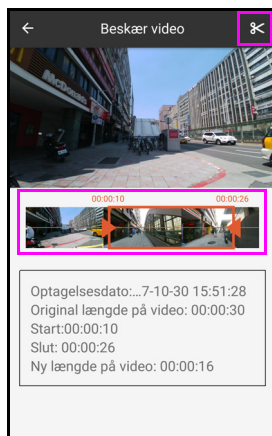 Beskær video
McDonald's
00:00:10 00:00:26
Optagelsesdato:...7-10-30 15:51:28
Original længde på video: 00:00:30
Start:00:00:10
Slut: 00:00:26
Ny længde på video: 00:00:16